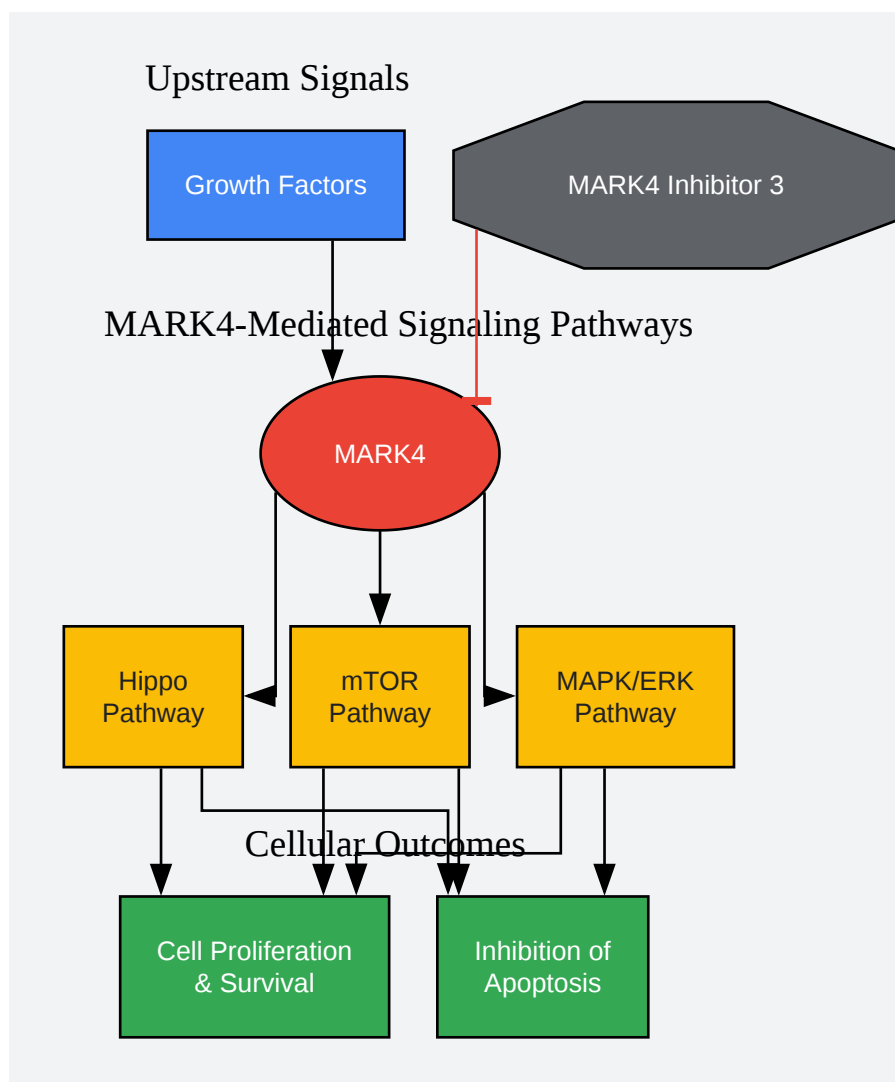 Upstream Signals
Growth Factors
MARK4 Inhibitor 3
MARK4-Mediated Signaling Pathways
MARK4
Hippo
Pathway
mTOR
Pathway
MAPK/ERK
Pathway
Cellular Outcomes
Cell Proliferation
& Survival
Inhibition of
Apoptosis